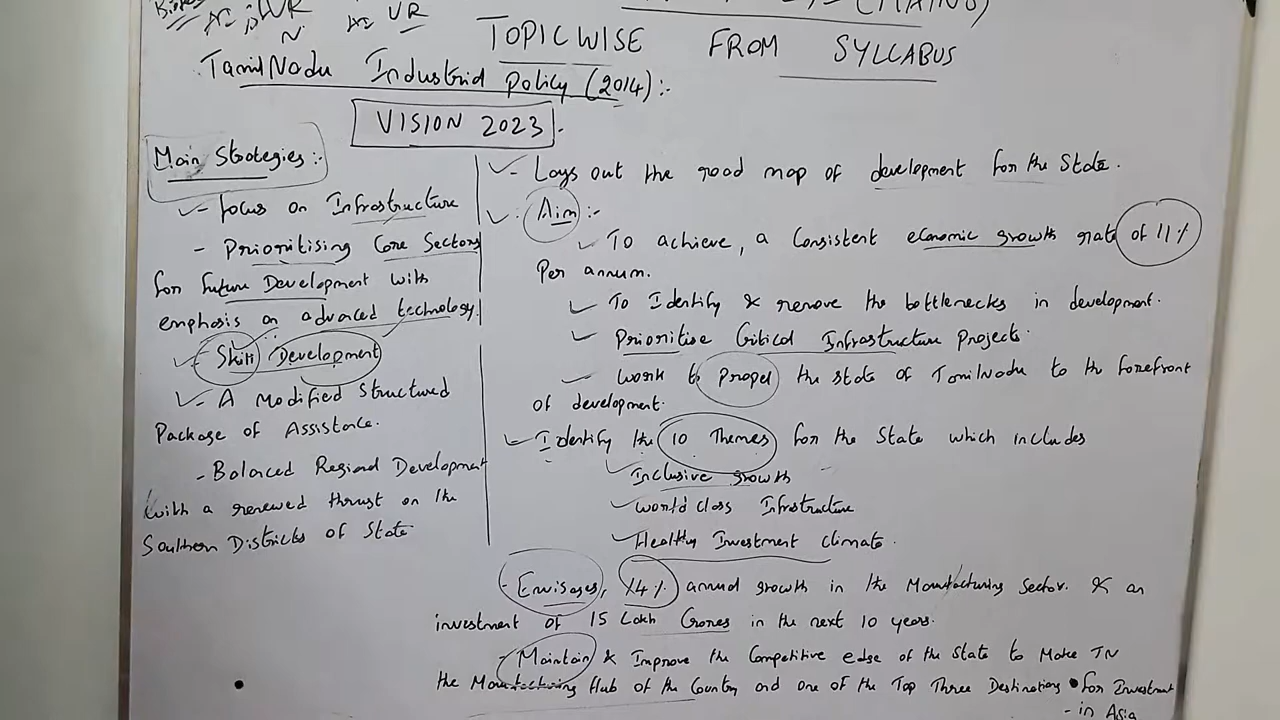 (MAINS)
TOPICWISE FROM SYLLABUS
TamilNadu Industrial Policy (2014):-
VISION 2023.
Main Strategies:-
- focus on Infrastructure
- Prioritising Core Sectors
for future Development with
emphasis on advanced technology.
- Skill Development
- A modified Structured
Package of Assistance.
- Balanced Regional Development
with a renewed thrust on the
Southern Districts of State
- Lays out the good map of development for the State.
Aim:-
To achieve, a Consistent economic growth rate of 11%
Per annum.
To Identify & remove the bottlenecks in development.
Prioritise Critical Infrastructure Projects.
Work to propel the state of TamilNadu to the forefront
of development.
- Identify the 10 Themes for the State which includes
Inclusive growth
World class Infrastructure
Healthy Investment climate.
- Envisages, 14% annual growth in the Manufacturing Sector. & an
investment of 15 Lakh Crores in the next 10 years.
- Maintain & Improve the Competitive edge of the State to Make TN
the Manufacturing Hub of the Country and one of the Top Three Destinations for Investment
- in Asia